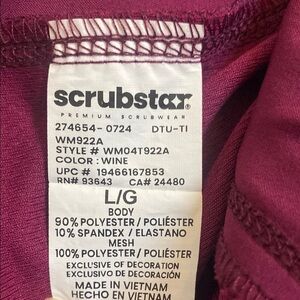 scrubstar
PREMIUM SCRUBWEAR
274654-0724 DTU-TI
WM922A
STYLE # WM04T922A
COLOR : WINE
UPC # 19466167853
RN# 93643 CA# 24480
L/G
BODY
90% POLYESTER / POLIÉSTER
10% SPANDEX / ELASTANO
MESH
100% POLYESTER / POLIÉSTER
EXCLUSIVE OF DECORATION
EXCLUSIVO DE DECORACIÓN
MADE IN VIETNAM
HECHO EN VIETNAM